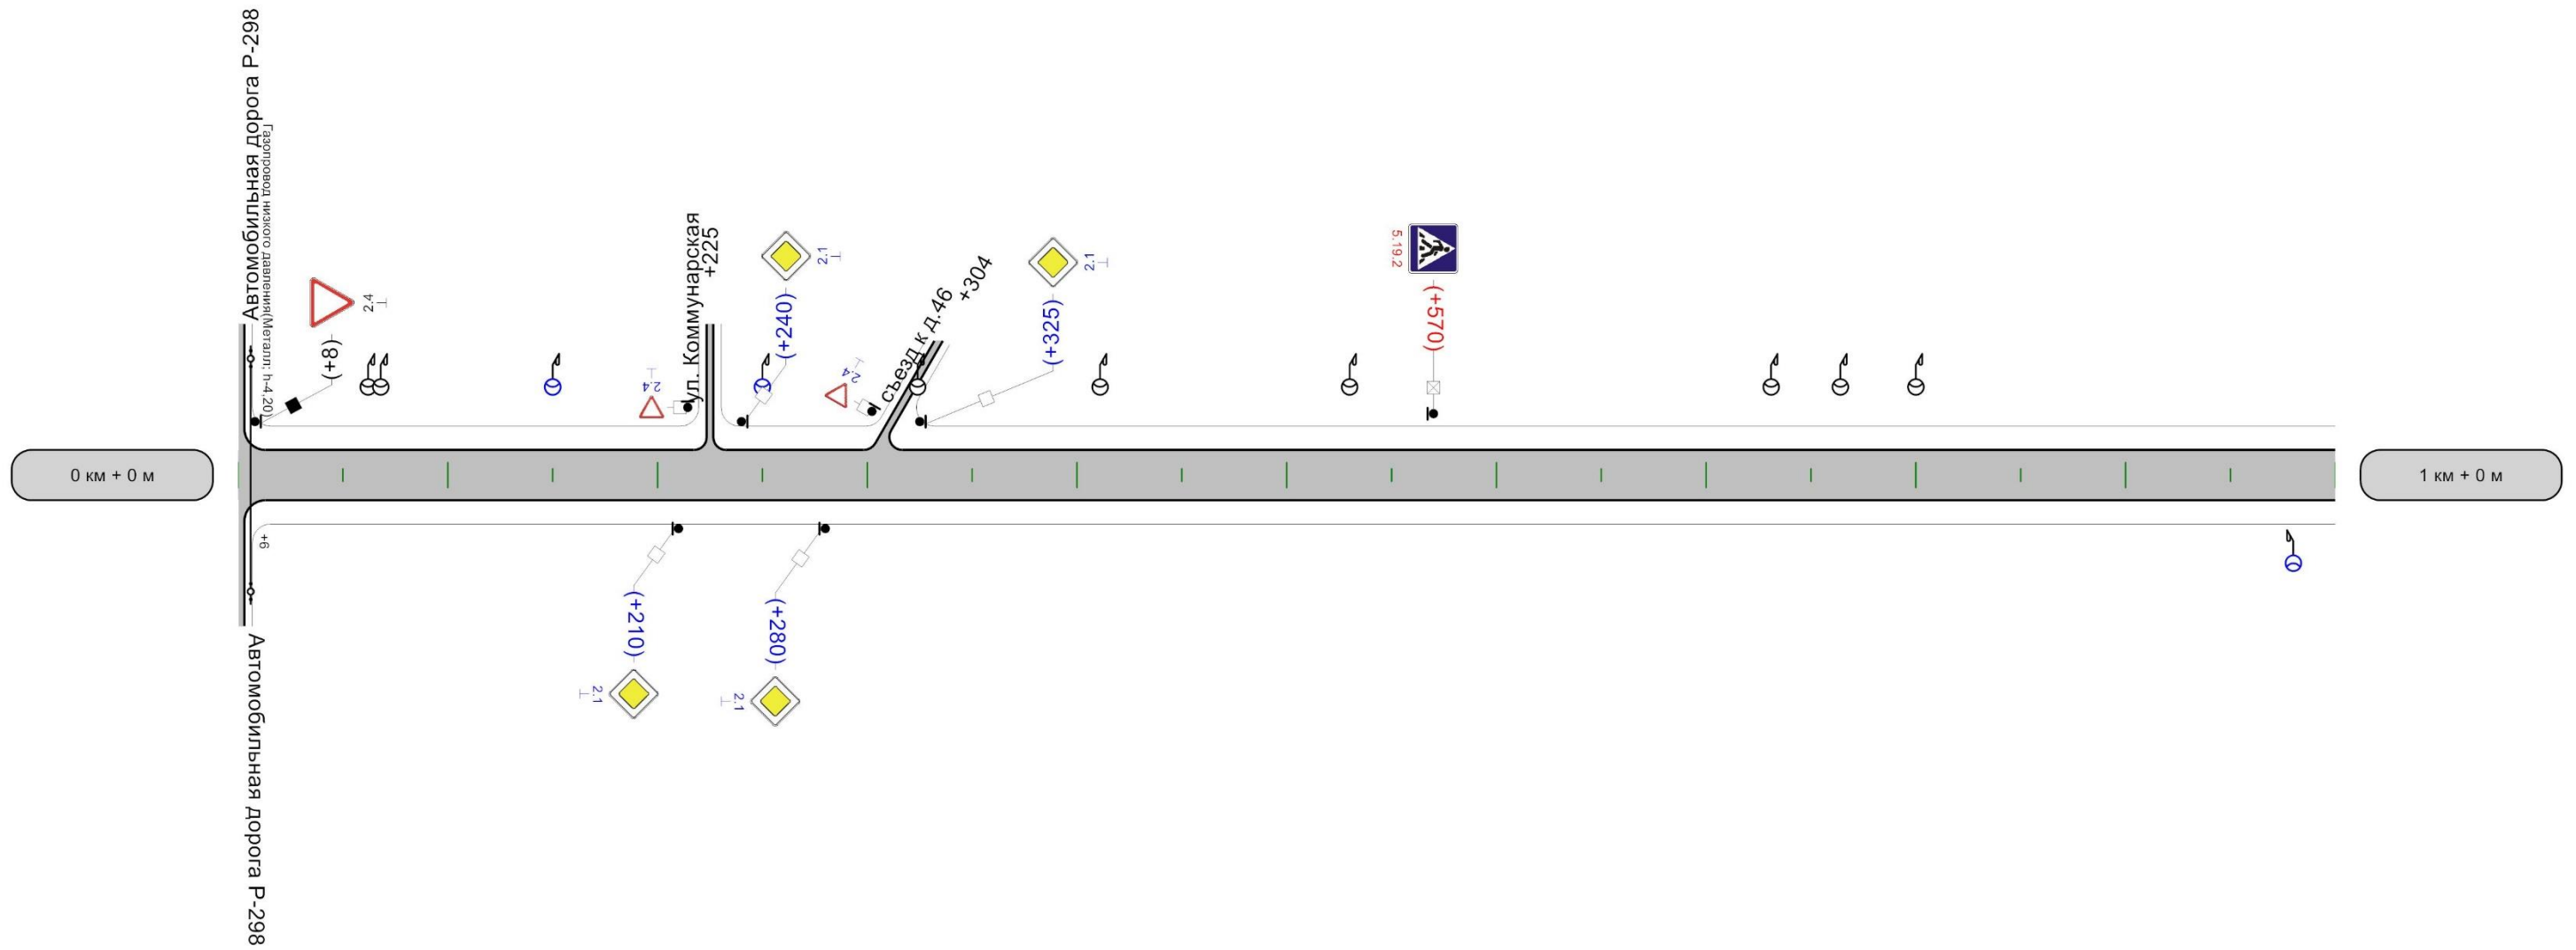 Автомобильная дорога Р-298
Газопровод низкого давления(Металл; h-4,20)
2.4
(+8)
2.4
ул. Коммунарская
+225
2.1
(+240)
2.4
съезд к д.46
+304
2.1
(+325)
5.19.2
(+570)
0 км + 0 м
1 км + 0 м
+6
(+210)
2.1
(+280)
2.1
Автомобильная дорога Р-298